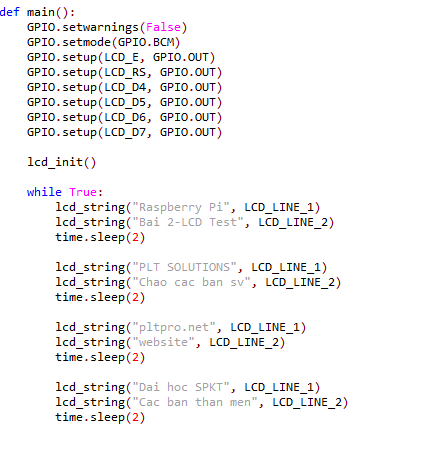 def main():
    GPIO.setwarnings(False)
    GPIO.setmode(GPIO.BCM)
    GPIO.setup(LCD_E, GPIO.OUT)
    GPIO.setup(LCD_RS, GPIO.OUT)
    GPIO.setup(LCD_D4, GPIO.OUT)
    GPIO.setup(LCD_D5, GPIO.OUT)
    GPIO.setup(LCD_D6, GPIO.OUT)
    GPIO.setup(LCD_D7, GPIO.OUT)

    lcd_init()

    while True:
        lcd_string("Raspberry Pi", LCD_LINE_1)
        lcd_string("Bai 2-LCD Test", LCD_LINE_2)
        time.sleep(2)

        lcd_string("PLT SOLUTIONS", LCD_LINE_1)
        lcd_string("Chao cac ban sv", LCD_LINE_2)
        time.sleep(2)

        lcd_string("pltpro.net", LCD_LINE_1)
        lcd_string("website", LCD_LINE_2)
        time.sleep(2)

        lcd_string("Dai hoc SPKT", LCD_LINE_1)
        lcd_string("Cac ban than men", LCD_LINE_2)
        time.sleep(2)